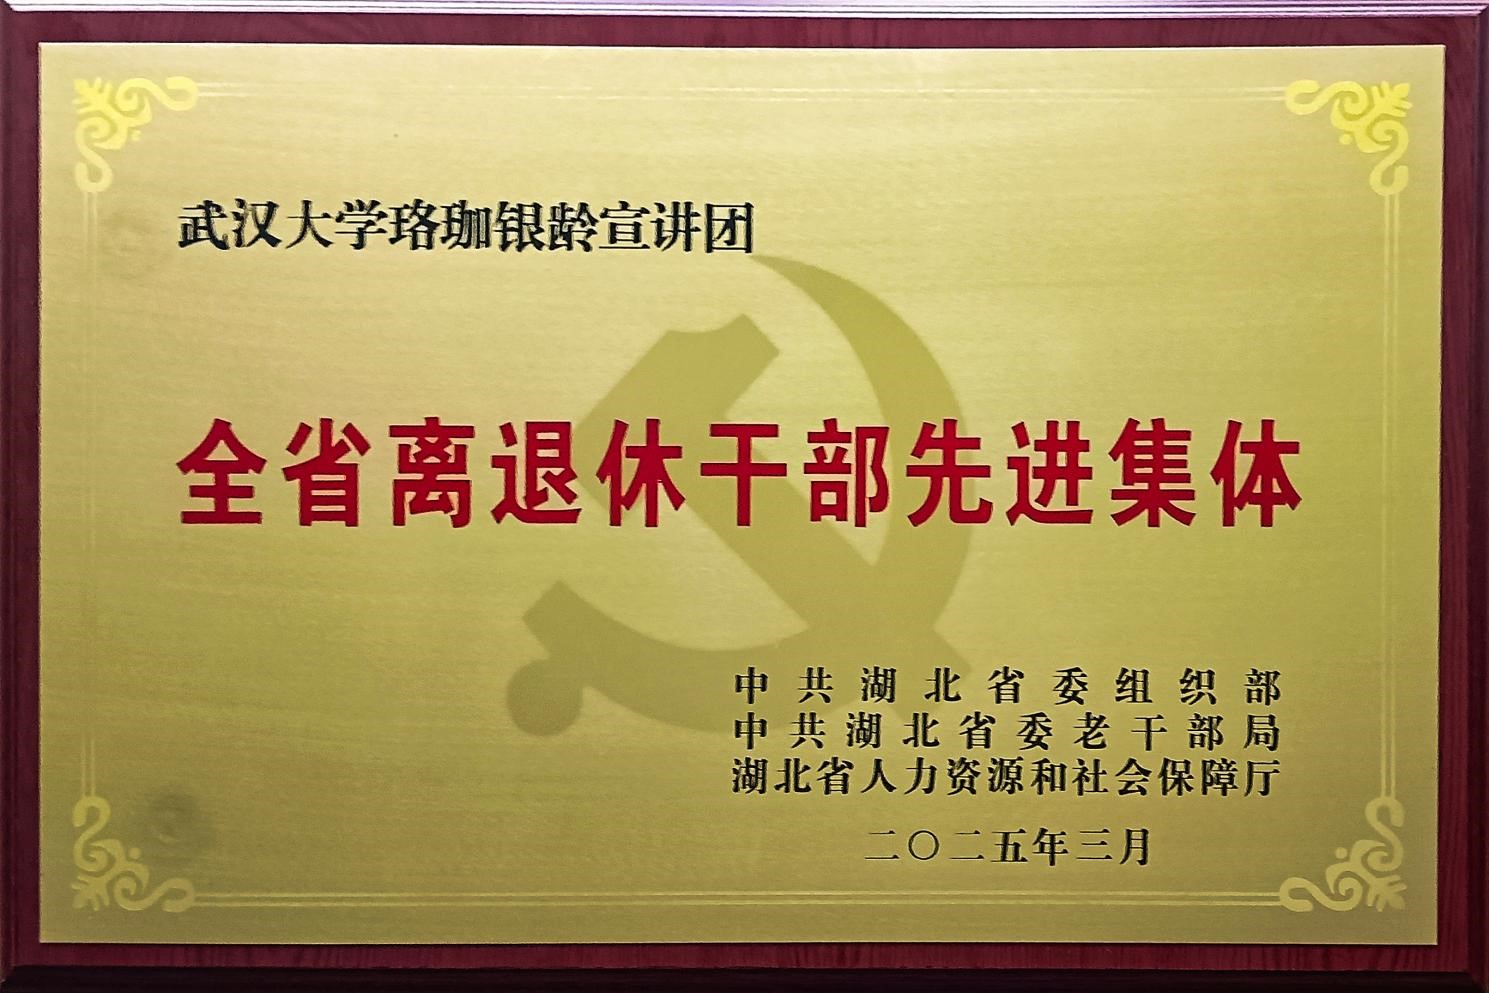 武汉大学珞珈银龄宣讲团
全省离退休干部先进集体
中共湖北省委组织部
中共湖北省委老干部局
湖北省人力资源和社会保障厅
二〇二五年三月